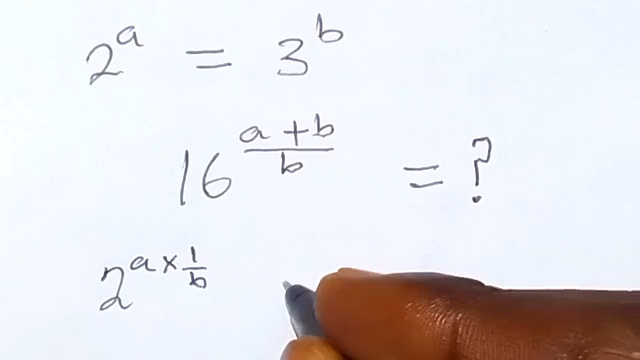 2^a = 3^b
16^((a + b)/b) = ?
2^(a × 1/b)